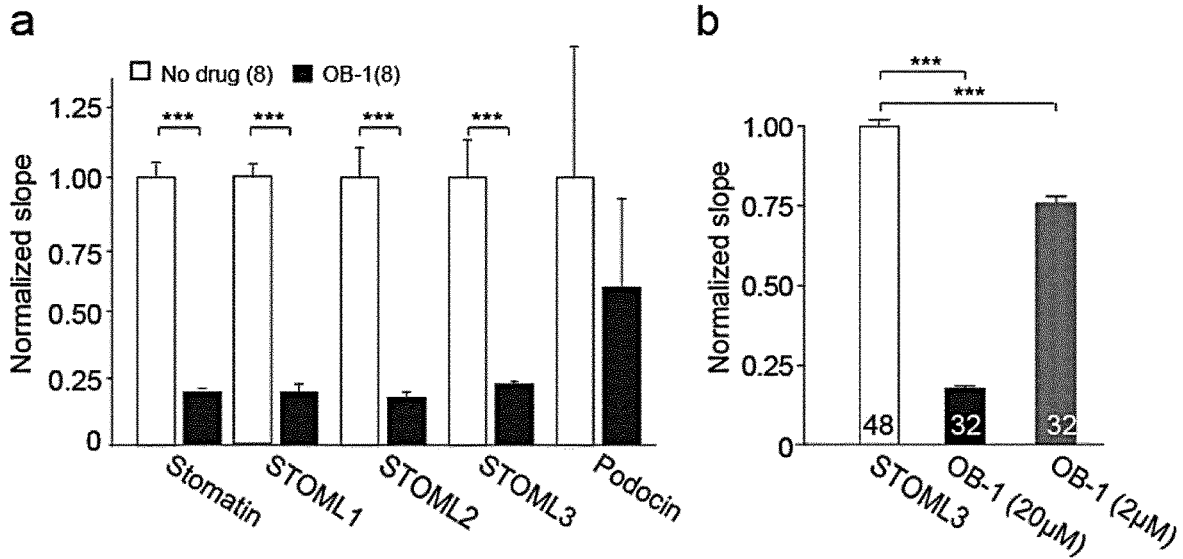 a
No drug (8) OB-1(8)
Normalized slope
1.25
1.00
0.75
0.50
0.25
0
*** *** *** ***
Stomatin
STOML1
STOML2
STOML3
Podocin
b
***
***
Normalized slope
1.00
0.75
0.50
0.25
0
48 32 32
STOML3
OB-1 (20µM)
OB-1 (2µM)